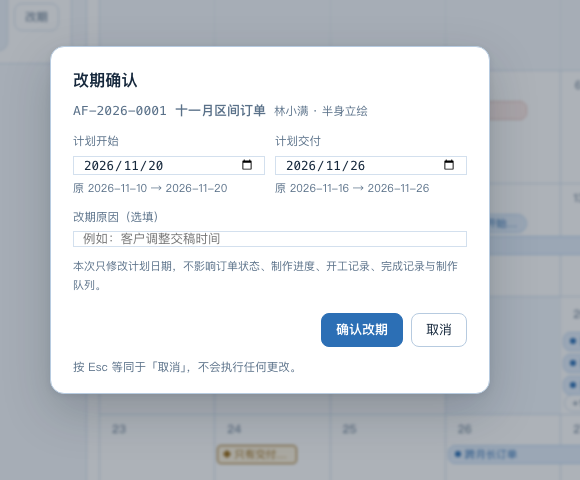 改期
改期确认
AF-2026-0001 十一月区间订单 林小满 · 半身立绘
计划开始 计划交付
2026/11/20 2026/11/26
原 2026-11-10 → 2026-11-20 原 2026-11-16 → 2026-11-26
改期原因（选填）
例如：客户调整交稿时间
本次只修改计划日期，不影响订单状态、制作进度、开工记录、完成记录与制作
队列。
确认改期 取消
按 Esc 等同于「取消」，不会执行任何更改。
23 24 25 26
只有交付... 跨月长订单